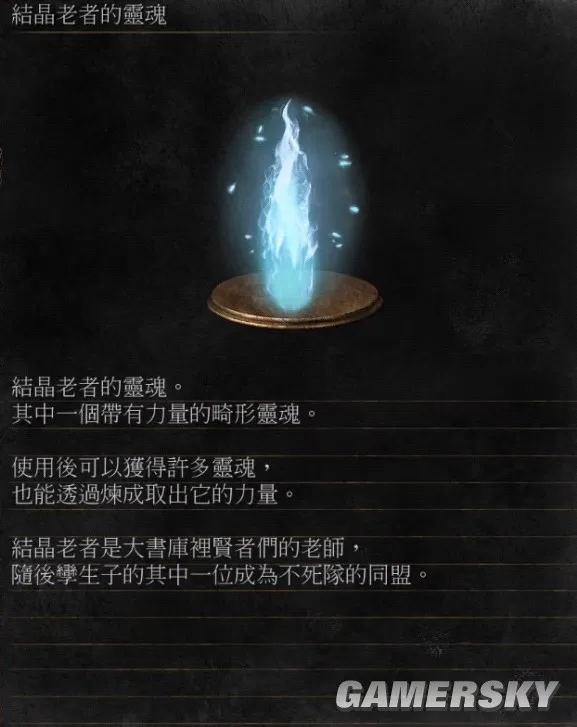 結晶老者的靈魂
結晶老者的靈魂。
其中一個帶有力量的畸形靈魂。
使用後可以獲得許多靈魂，
也能透過煉成取出它的力量。
結晶老者是大書庫裡賢者們的老師，
隨後孿生子的其中一位成為不死隊的同盟。
GAMERSKY